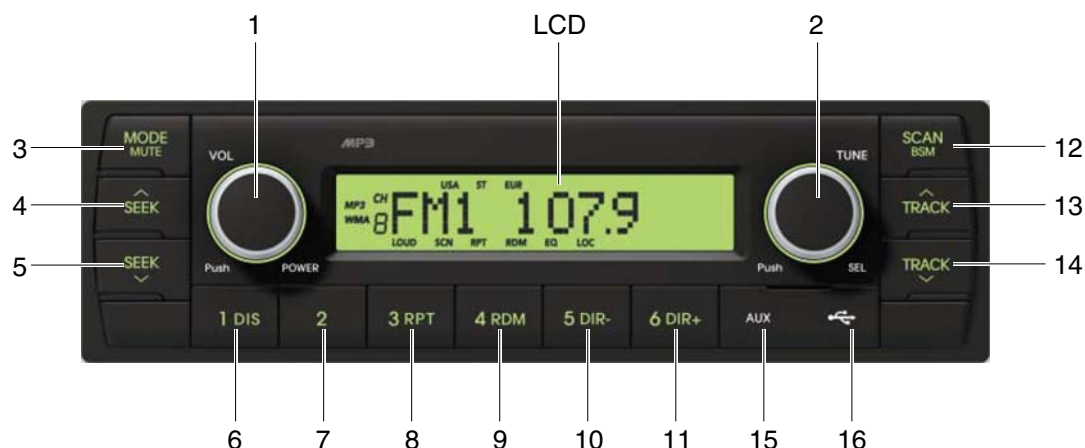 1 LCD 2
3 MODE MUTE VOL MP3 TUNE SCAN BSM 12
4 SEEK USA ST EUR TRACK 13
MP3 CH
WMA 8 FM1 107.9
LOUD SCN RPT RDM EQ LOC
5 SEEK Push POWER Push SEL TRACK 14
1 DIS 2 3 RPT 4 RDM 5 DIR- 6 DIR+ AUX
6 7 8 9 10 11 15 16